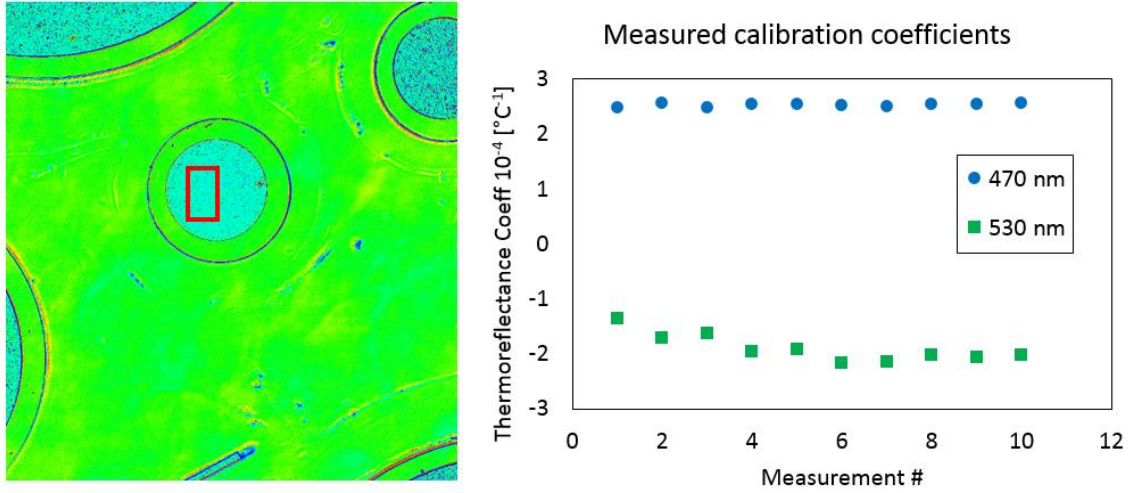 Measured calibration coefficients
Thermoreflectance Coeff 10⁻⁴ [°C⁻¹]
3
2
1
0
-1
-2
-3
470 nm
530 nm
0 2 4 6 8 10 12
Measurement #